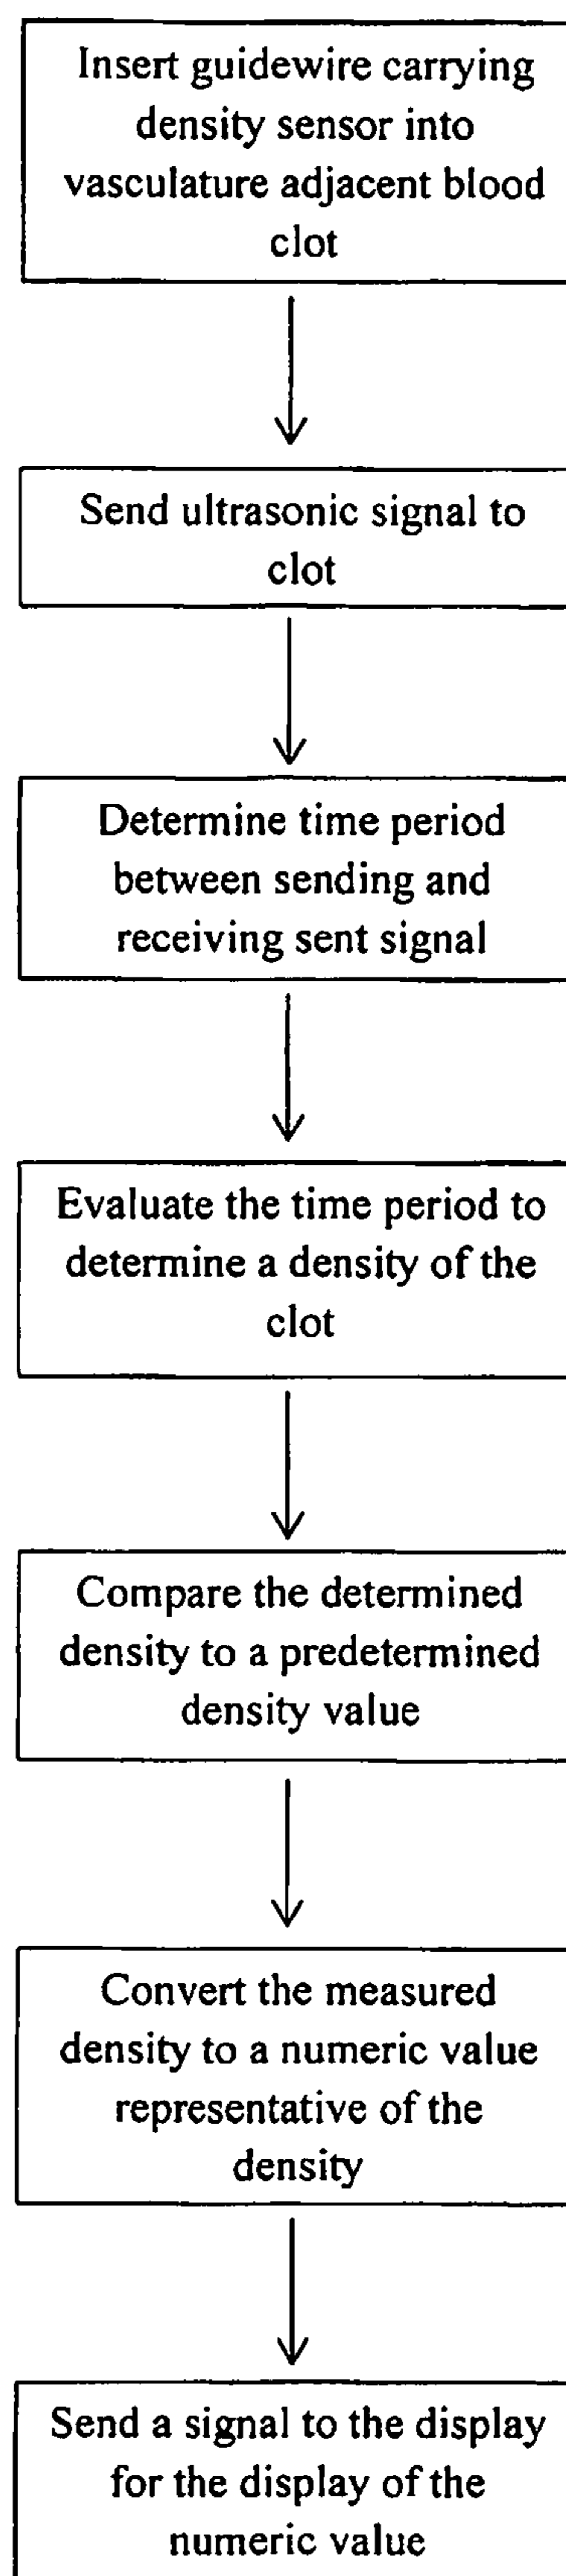 Insert guidewire carrying
density sensor into
vasculature adjacent blood
clot
Send ultrasonic signal to
clot
Determine time period
between sending and
receiving sent signal
Evaluate the time period to
determine a density of the
clot
Compare the determined
density to a predetermined
density value
Convert the measured
density to a numeric value
representative of the
density
Send a signal to the display
for the display of the
numeric value